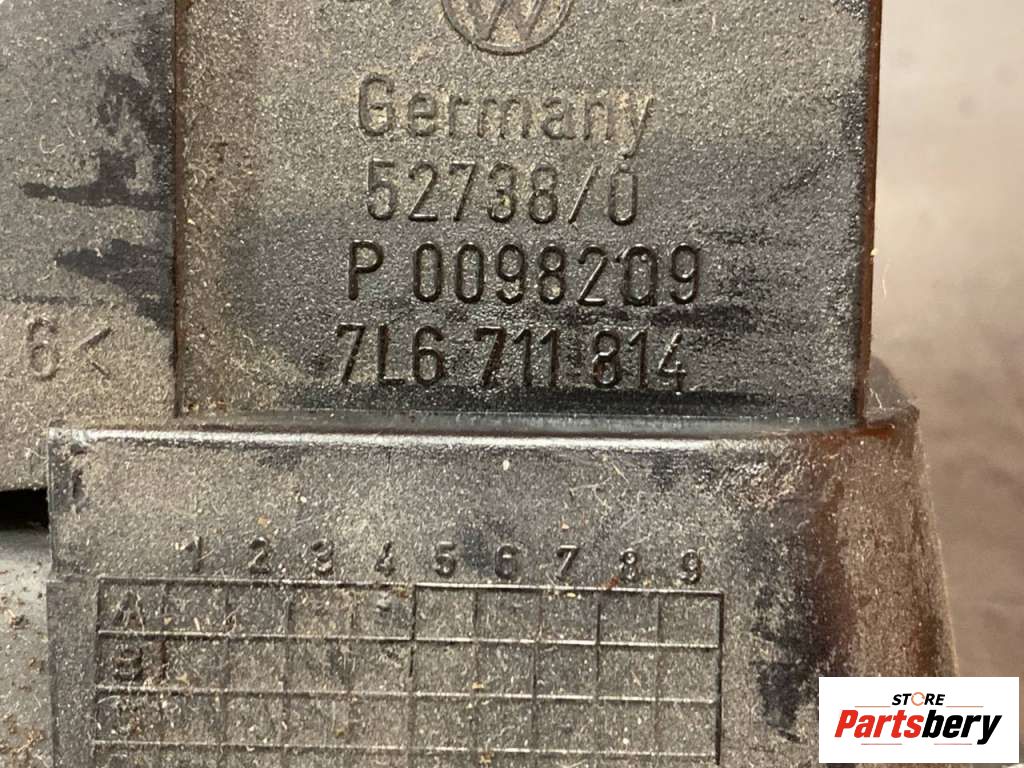 Germany
52738/0
P 0098209
7L6 711 814
6<
1 2 3 4 5 6 7 8 9
A
B
STORE
Partsbery